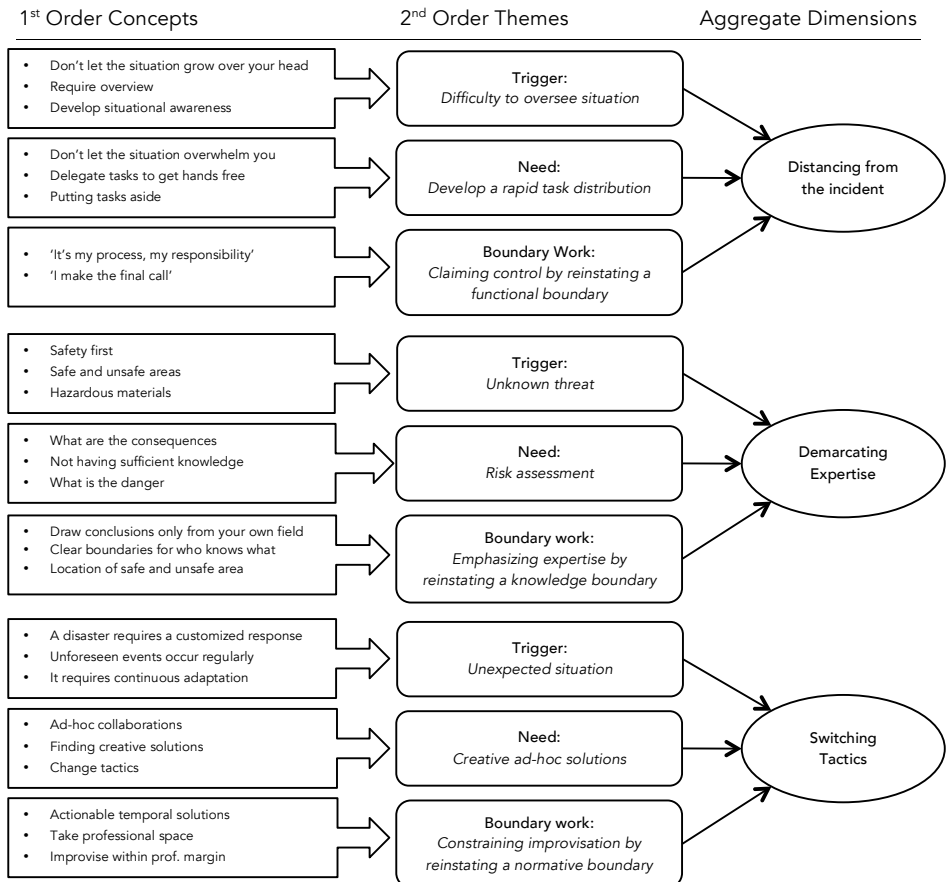 1st Order Concepts
2nd Order Themes
Aggregate Dimensions
• Don't let the situation grow over your head
• Require overview
• Develop situational awareness
Trigger:
Difficulty to oversee situation
• Don't let the situation overwhelm you
• Delegate tasks to get hands free
• Putting tasks aside
Need:
Develop a rapid task distribution
• 'It's my process, my responsibility'
• 'I make the final call'
Boundary Work:
Claiming control by reinstating a
functional boundary
Distancing from
the incident
• Safety first
• Safe and unsafe areas
• Hazardous materials
Trigger:
Unknown threat
• What are the consequences
• Not having sufficient knowledge
• What is the danger
Need:
Risk assessment
• Draw conclusions only from your own field
• Clear boundaries for who knows what
• Location of safe and unsafe area
Boundary work:
Emphasizing expertise by
reinstating a knowledge boundary
Demarcating
Expertise
• A disaster requires a customized response
• Unforeseen events occur regularly
• It requires continuous adaptation
Trigger:
Unexpected situation
• Ad-hoc collaborations
• Finding creative solutions
• Change tactics
Need:
Creative ad-hoc solutions
• Actionable temporal solutions
• Take professional space
• Improvise within prof. margin
Boundary work:
Constraining improvisation by
reinstating a normative boundary
Switching
Tactics